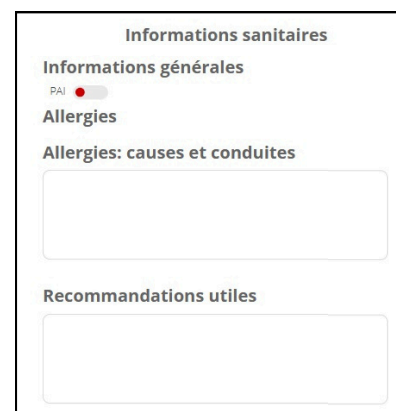 Informations sanitaires
Informations générales
PAI
Allergies
Allergies: causes et conduites
Recommandations utiles